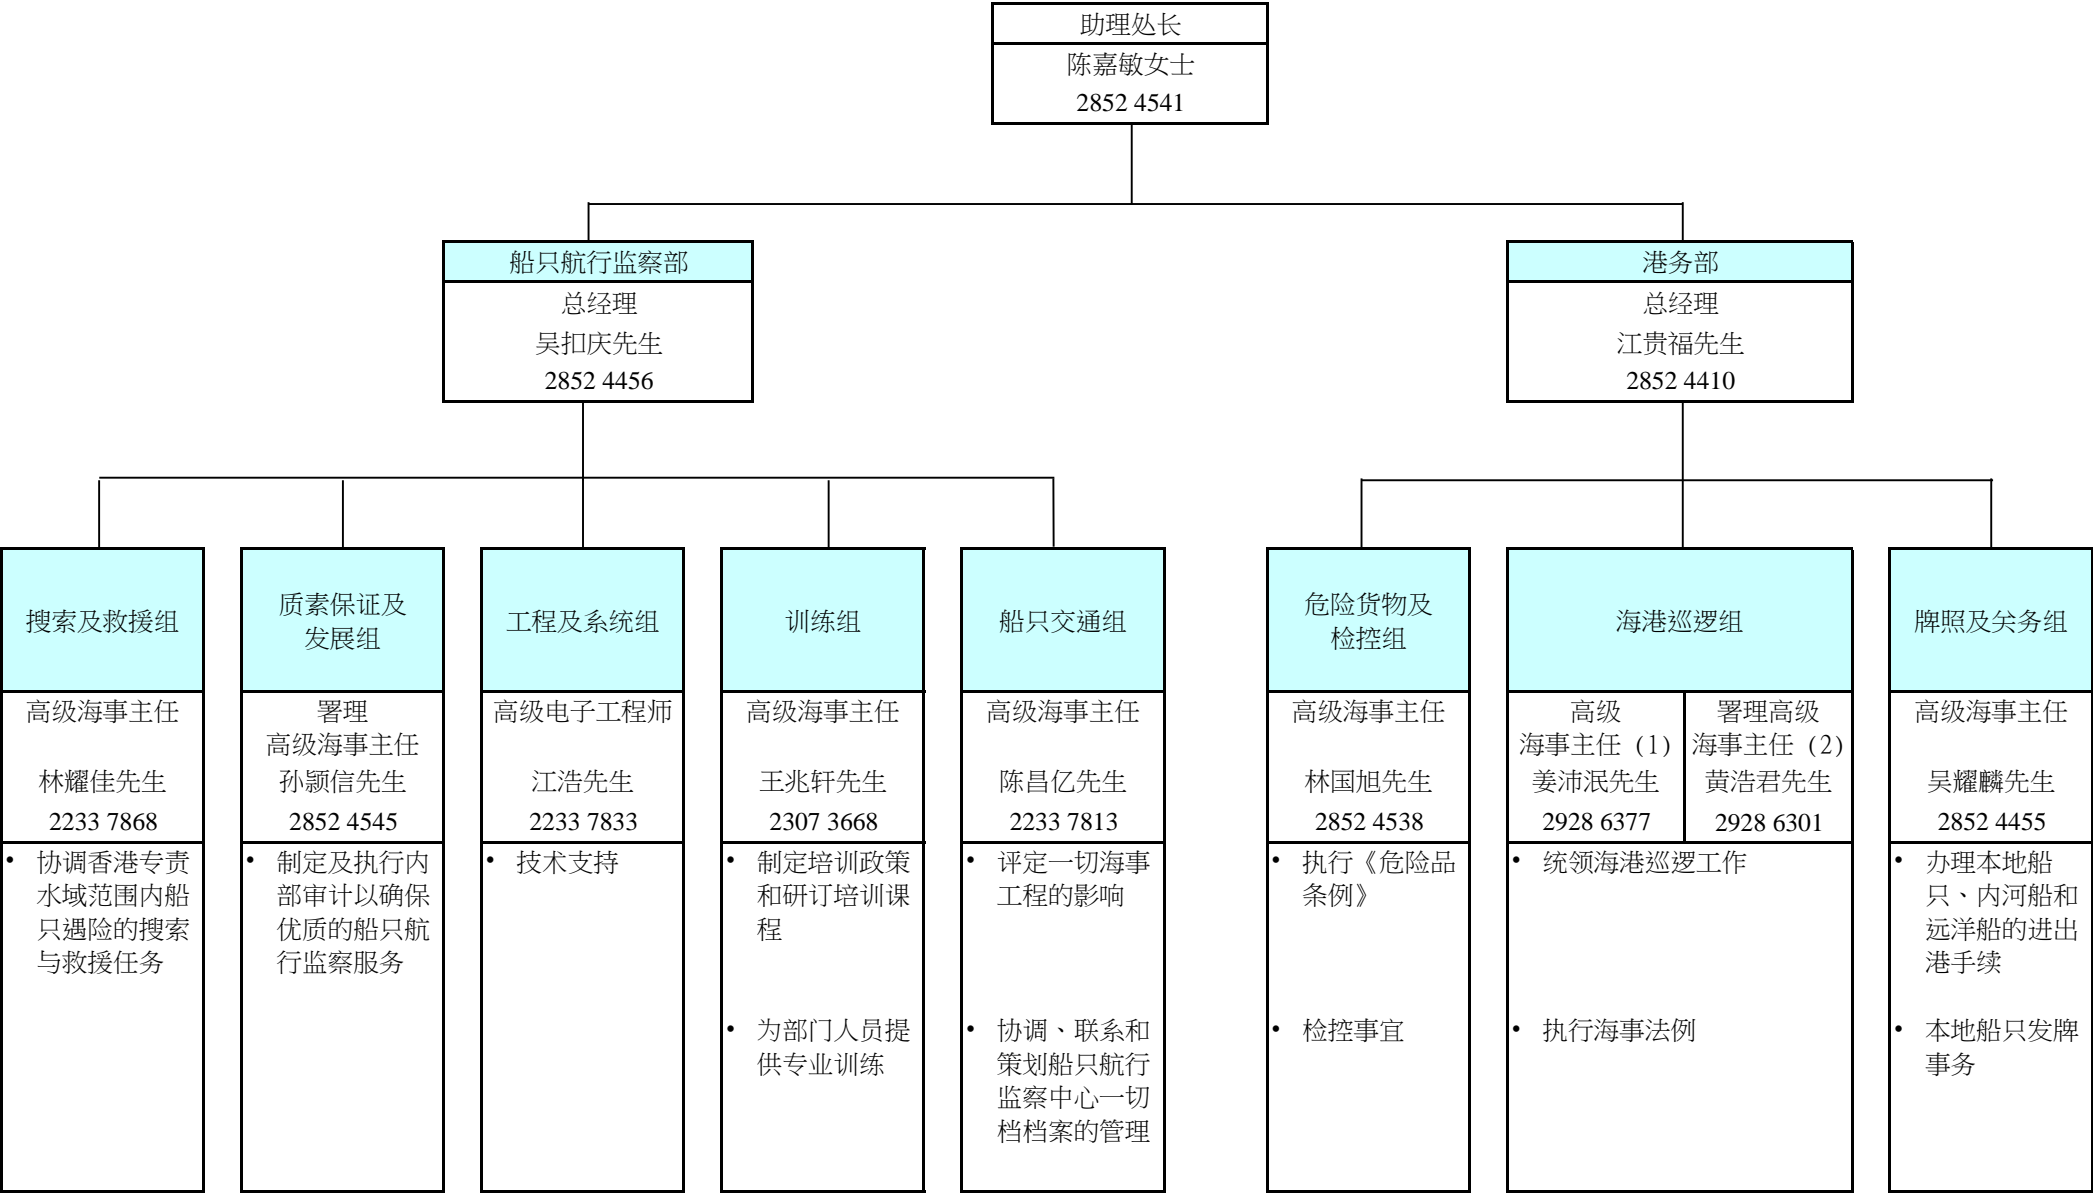 助理处长
陈嘉敏女士
2852 4541
船只航行监察部
总经理
吴扣庆先生
2852 4456
港务部
总经理
江贵福先生
2852 4410
搜索及救援组
高级海事主任
林耀佳先生
2233 7868
• 协调香港专责
水域范围内船
只遇险的搜索
与救援任务
质素保证及
发展组
署理
高级海事主任
孙颖信先生
2852 4545
• 制定及执行内
部审计以确保
优质的船只航
行监察服务
工程及系统组
高级电子工程师
江浩先生
2233 7833
• 技术支持
训练组
高级海事主任
王兆轩先生
2307 3668
• 制定培训政策
和研订培训课
程
• 为部门人员提
供专业训练
船只交通组
高级海事主任
陈昌亿先生
2233 7813
• 评定一切海事
工程的影响
• 协调、联系和
策划船只航行
监察中心一切
档档案的管理
危险货物及
检控组
高级海事主任
林国旭先生
2852 4538
• 执行《危险品
条例》
• 检控事宜
海港巡逻组
高级
海事主任 (1)
姜沛泯先生
2928 6377
署理高级
海事主任 (2)
黄浩君先生
2928 6301
• 统领海港巡逻工作
• 执行海事法例
牌照及关务组
高级海事主任
吴耀麟先生
2852 4455
• 办理本地船
只、内河船和
远洋船的进出
港手续
• 本地船只发牌
事务